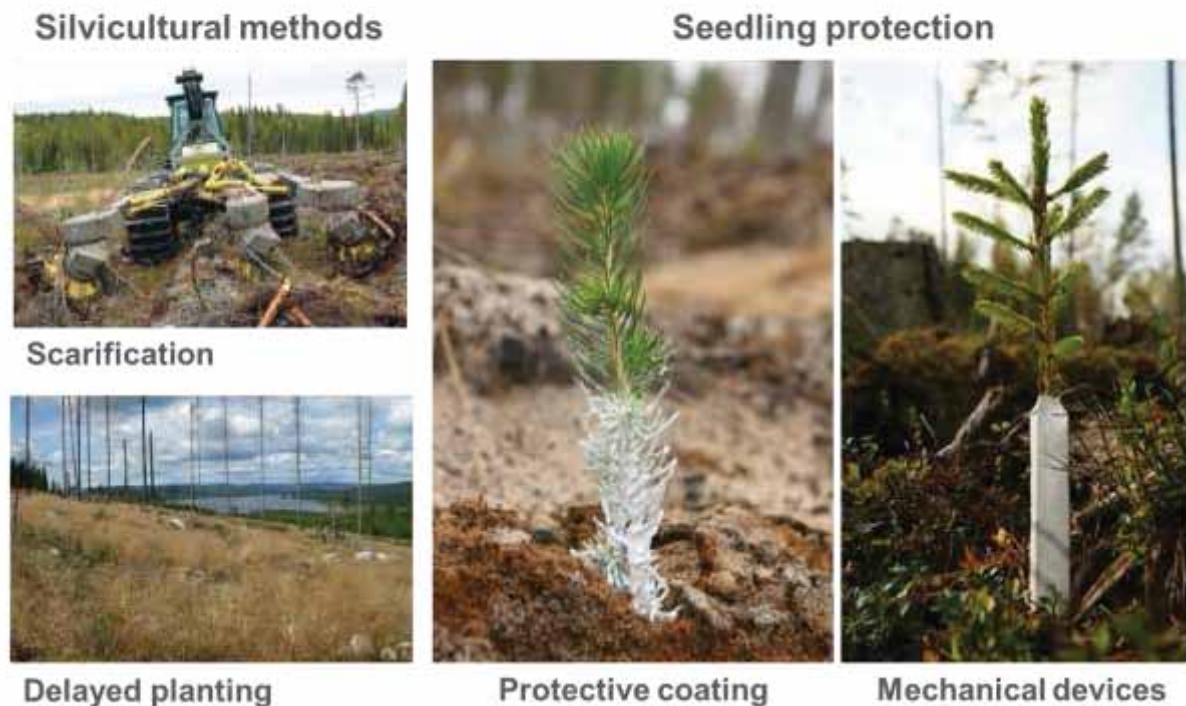 Silvicultural methods
Seedling protection
Scarification
Delayed planting
Protective coating
Mechanical devices